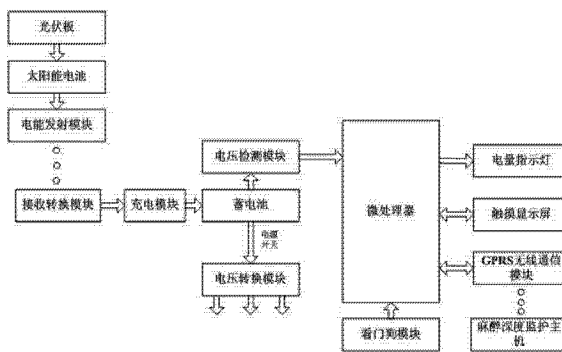 光伏板
太阳能电池
电能发射模块
接收转换模块
充电模块
蓄电池
电压检测模块
电源
开关
电压转换模块
微处理器
看门狗模块
电量指示灯
触摸显示屏
GPRS无线通信
模块
麻醉深度监护主
机